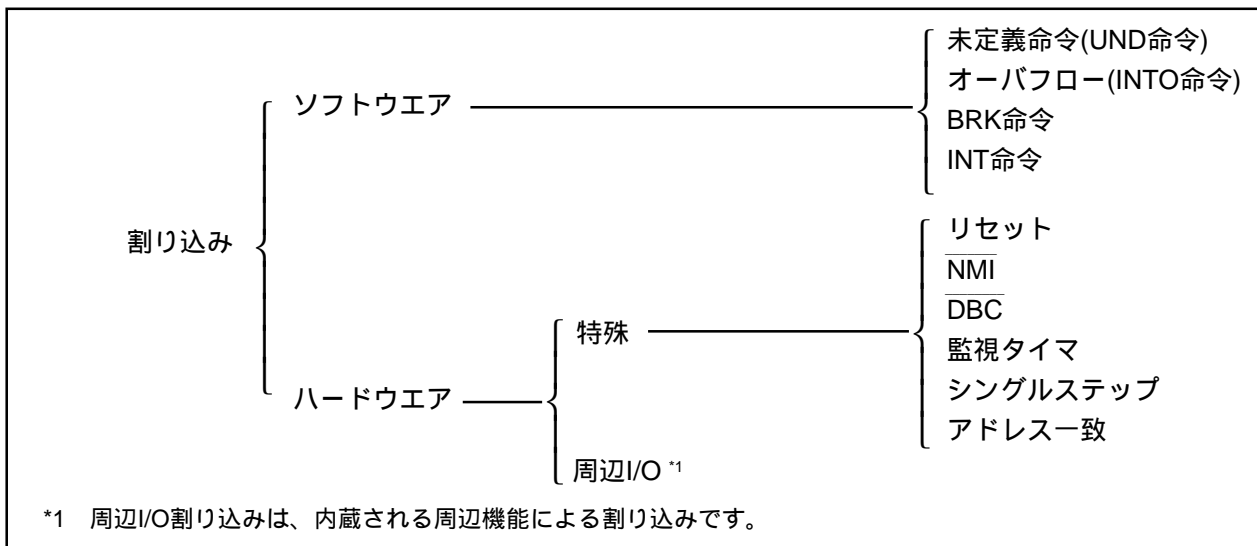 未定義命令(UND命令)
オーバフロー(INTO命令)
ソフトウエア
BRK命令
INT命令
リセット
割り込み
NMI
DBC
特殊
監視タイマ
シングルステップ
ハードウエア
アドレス一致
周辺I/O *1
*1 周辺I/O割り込みは、内蔵される周辺機能による割り込みです。